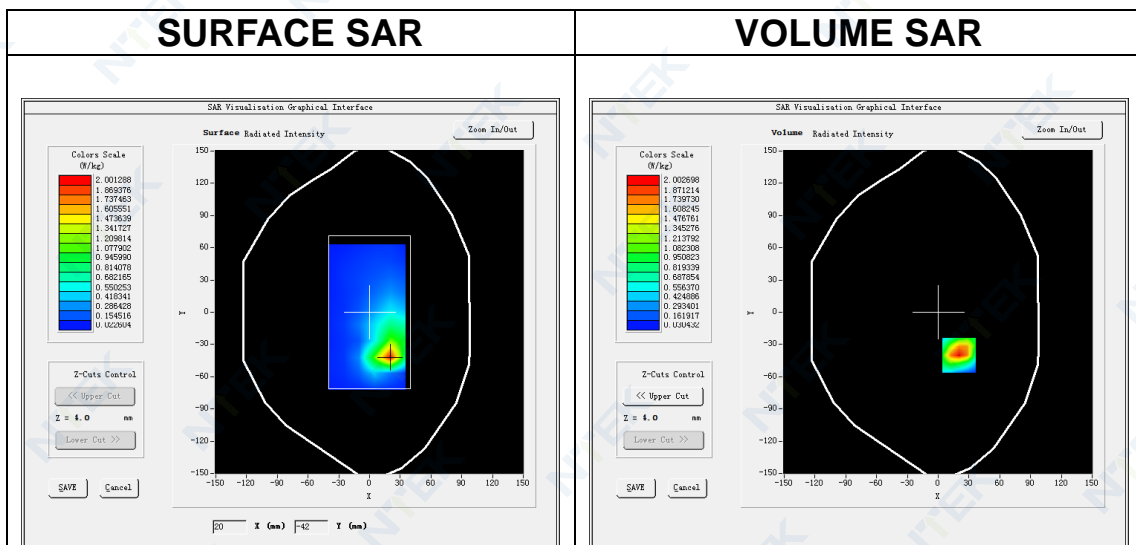 SURFACE SAR
VOLUME SAR
SAR Visualisation Graphical Interface
Surface Radiated Intensity
Zoom In/Out
Colors Scale
(W/kg)
2.001288
1.869376
1.737463
1.605551
1.473639
1.341727
1.209814
1.077902
0.945990
0.814078
0.682165
0.550253
0.418341
0.286428
0.154516
0.022604
Z-Cuts Control
<< Upper Cut
Z = 4.0 mm
Lower Cut >>
SAVE
Cancel
150
120
90
60
30
0
-30
-60
-90
-120
-150
Y
-150 -120 -90 -60 -30 0 30 60 90 120 150
X
20 X (mm) -42 Y (mm)
SAR Visualisation Graphical Interface
Volume Radiated Intensity
Zoom In/Out
Colors Scale
(W/kg)
2.002698
1.871214
1.739730
1.608245
1.476761
1.345276
1.213792
1.082308
0.950823
0.819339
0.687854
0.556370
0.424886
0.293401
0.161917
0.030432
Z-Cuts Control
<< Upper Cut
Z = 4.0 mm
Lower Cut >>
SAVE
Cancel
150
120
90
60
30
0
-30
-60
-90
-120
-150
Y
-150 -120 -90 -60 -30 0 30 60 90 120 150
X
NTEK